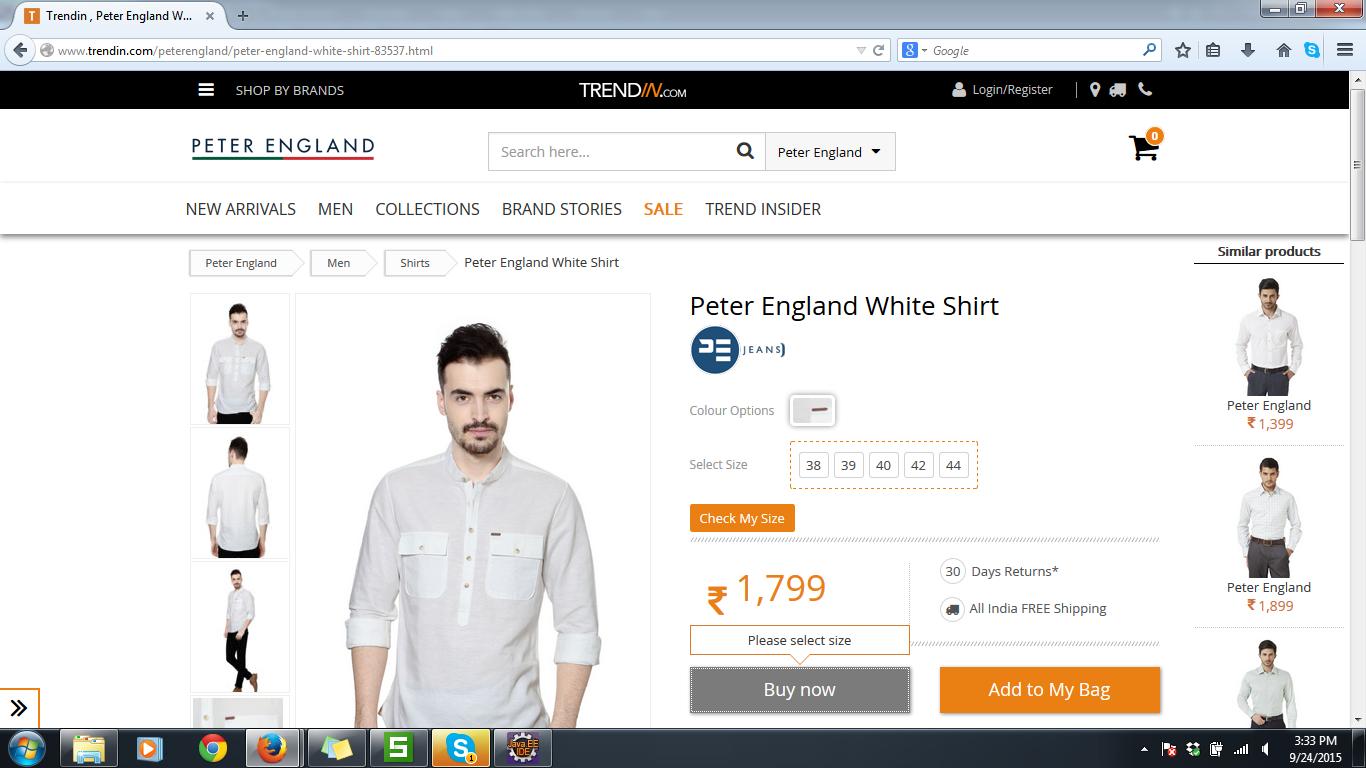 Trendin , Peter England W...
www.trendin.com/peterengland/peter-england-white-shirt-83537.html
Google
SHOP BY BRANDS
TRENDIN.COM
Login/Register
PETER ENGLAND
Search here...
Peter England
0
NEW ARRIVALS MEN COLLECTIONS BRAND STORIES SALE TREND INSIDER
Peter England
Men
Shirts
Peter England White Shirt
Peter England White Shirt
PE JEANS
Colour Options
Select Size
38 39 40 42 44
Check My Size
₹ 1,799
30 Days Returns*
All India FREE Shipping
Please select size
Buy now
Add to My Bag
Similar products
Peter England
₹ 1,399
Peter England
₹ 1,899
Java EE
IDE
1
3:33 PM
9/24/2015